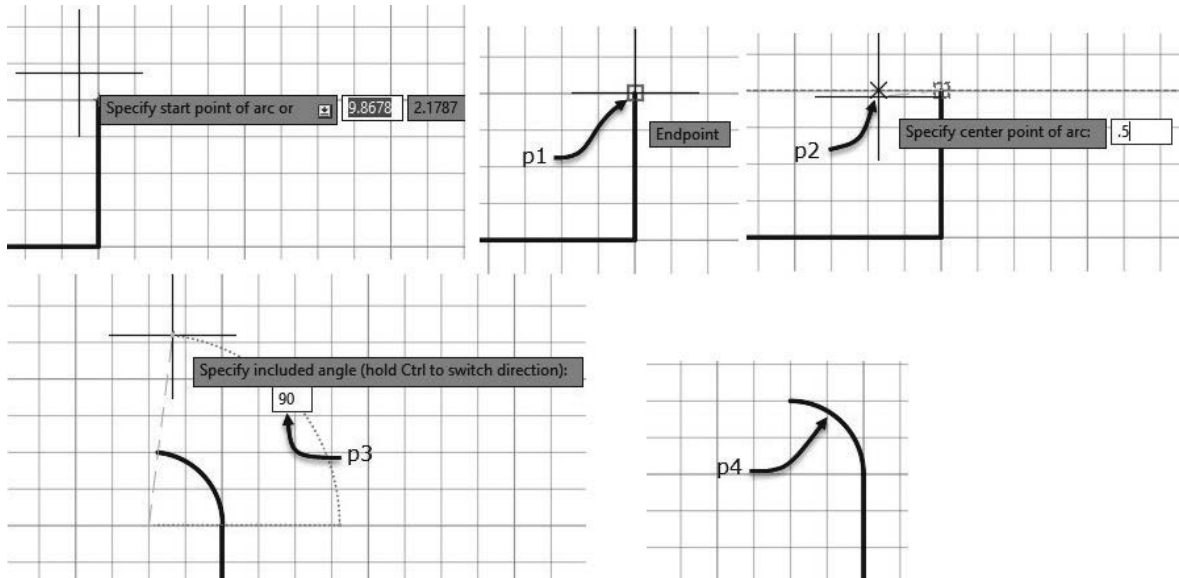 Specify start point of arc or 9.8678 2.1787
p1
Endpoint
p2
Specify center point of arc: .5
Specify included angle (hold Ctrl to switch direction):
90
p3
p4